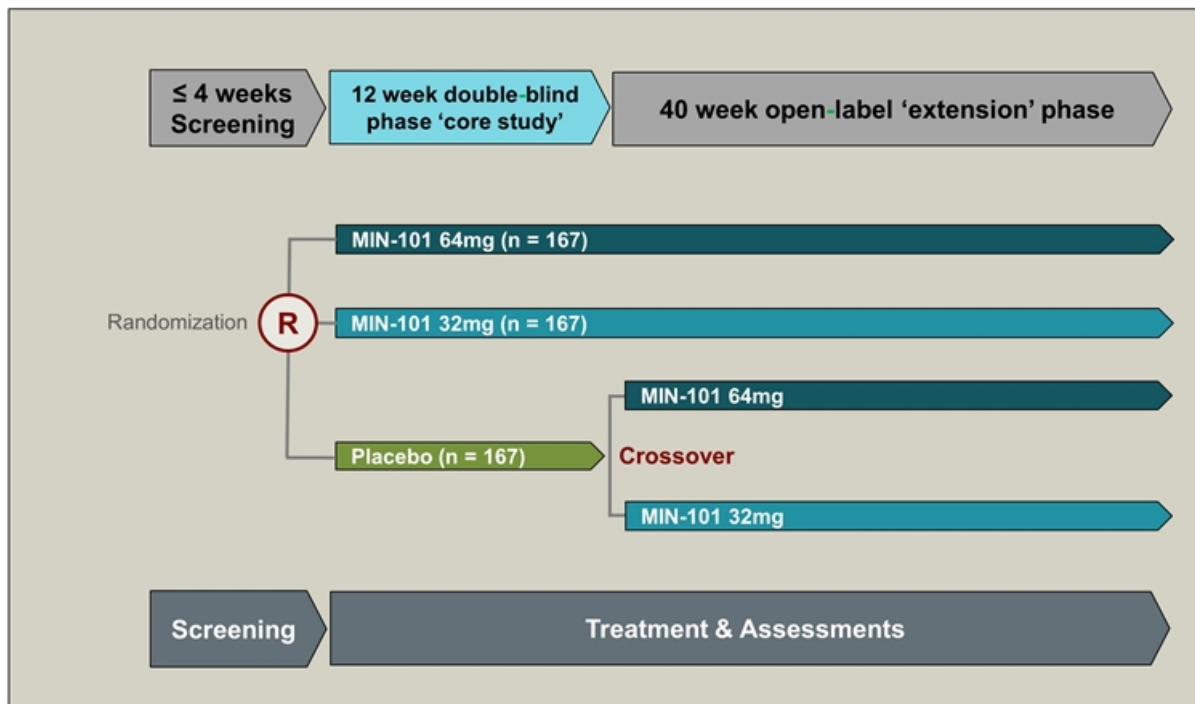 ≤ 4 weeks
Screening
12 week double-blind
phase ‘core study’
40 week open-label ‘extension’ phase
MIN-101 64mg (n = 167)
Randomization
R
MIN-101 32mg (n = 167)
MIN-101 64mg
Placebo (n = 167)
Crossover
MIN-101 32mg
Screening
Treatment & Assessments